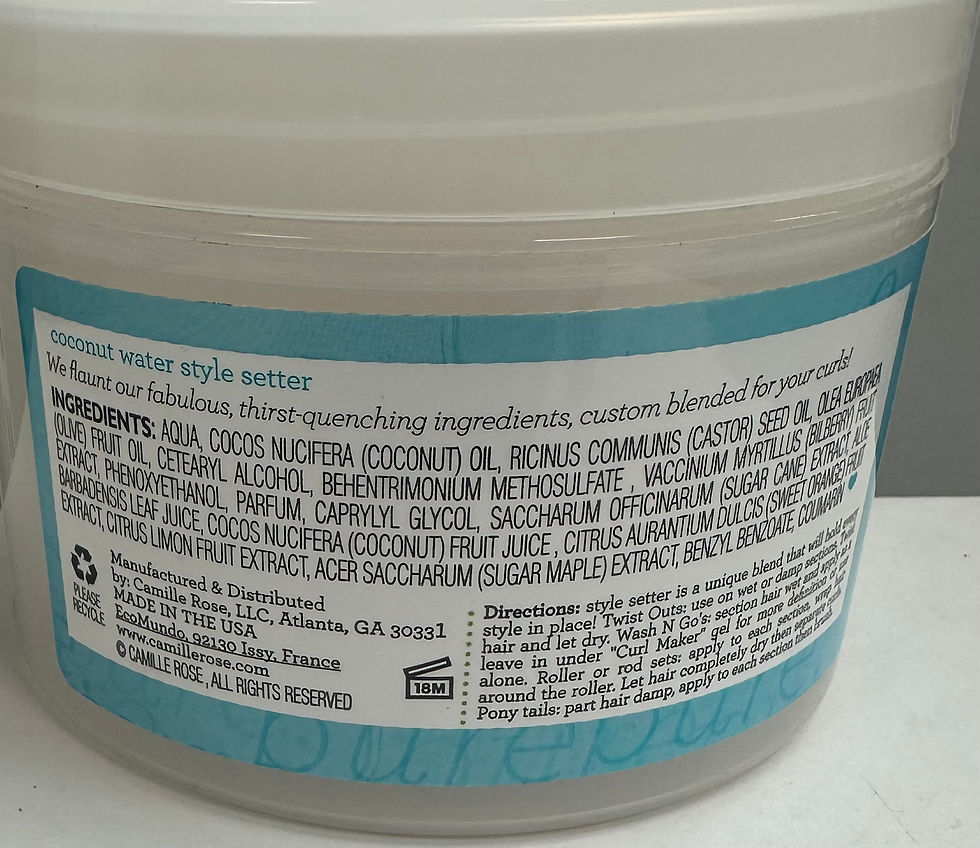 coconut water style setter
We flaunt our fabulous, thirst-quenching ingredients, custom blended for your curls!
INGREDIENTS: AQUA, COCOS NUCIFERA (COCONUT) OIL, RICINUS COMMUNIS (CASTOR) SEED OIL, OLEA EUROPAEA
(OLIVE) FRUIT OIL, CETEARYL ALCOHOL, BEHENTRIMONIUM METHOSULFATE , VACCINIUM MYRTILLUS (BILBERRY) FRUIT
EXTRACT, PHENOXYETHANOL, PARFUM, CAPRYLYL GLYCOL, SACCHARUM OFFICINARUM (SUGAR CANE) EXTRACT, ALOE
BARBADENSIS LEAF JUICE, COCOS NUCIFERA (COCONUT) FRUIT JUICE , CITRUS AURANTIUM DULCIS (SWEET ORANGE) FRUIT
EXTRACT, CITRUS LIMON FRUIT EXTRACT, ACER SACCHARUM (SUGAR MAPLE) EXTRACT, BENZYL BENZOATE, COUMARIN
PLEASE
RECYCLE
Manufactured & Distributed
by: Camille Rose, LLC, Atlanta, GA 30331
MADE IN THE USA
EcoMundo, 92130 Issy, France
www.camillerose.com
© CAMILLE ROSE, ALL RIGHTS RESERVED
18M
Directions: style setter is a unique blend that will hold every
style in place! Twist Outs: use on wet or damp sections.
hair and let dry. Wash N Go's: section hair wet and apply as a
leave in under "Curl Maker" gel for more definition or use
alone. Roller or rod sets: apply to each section, wrap hair
around the roller. Let hair completely dry then separate
Pony tails: part hair damp, apply to each section then